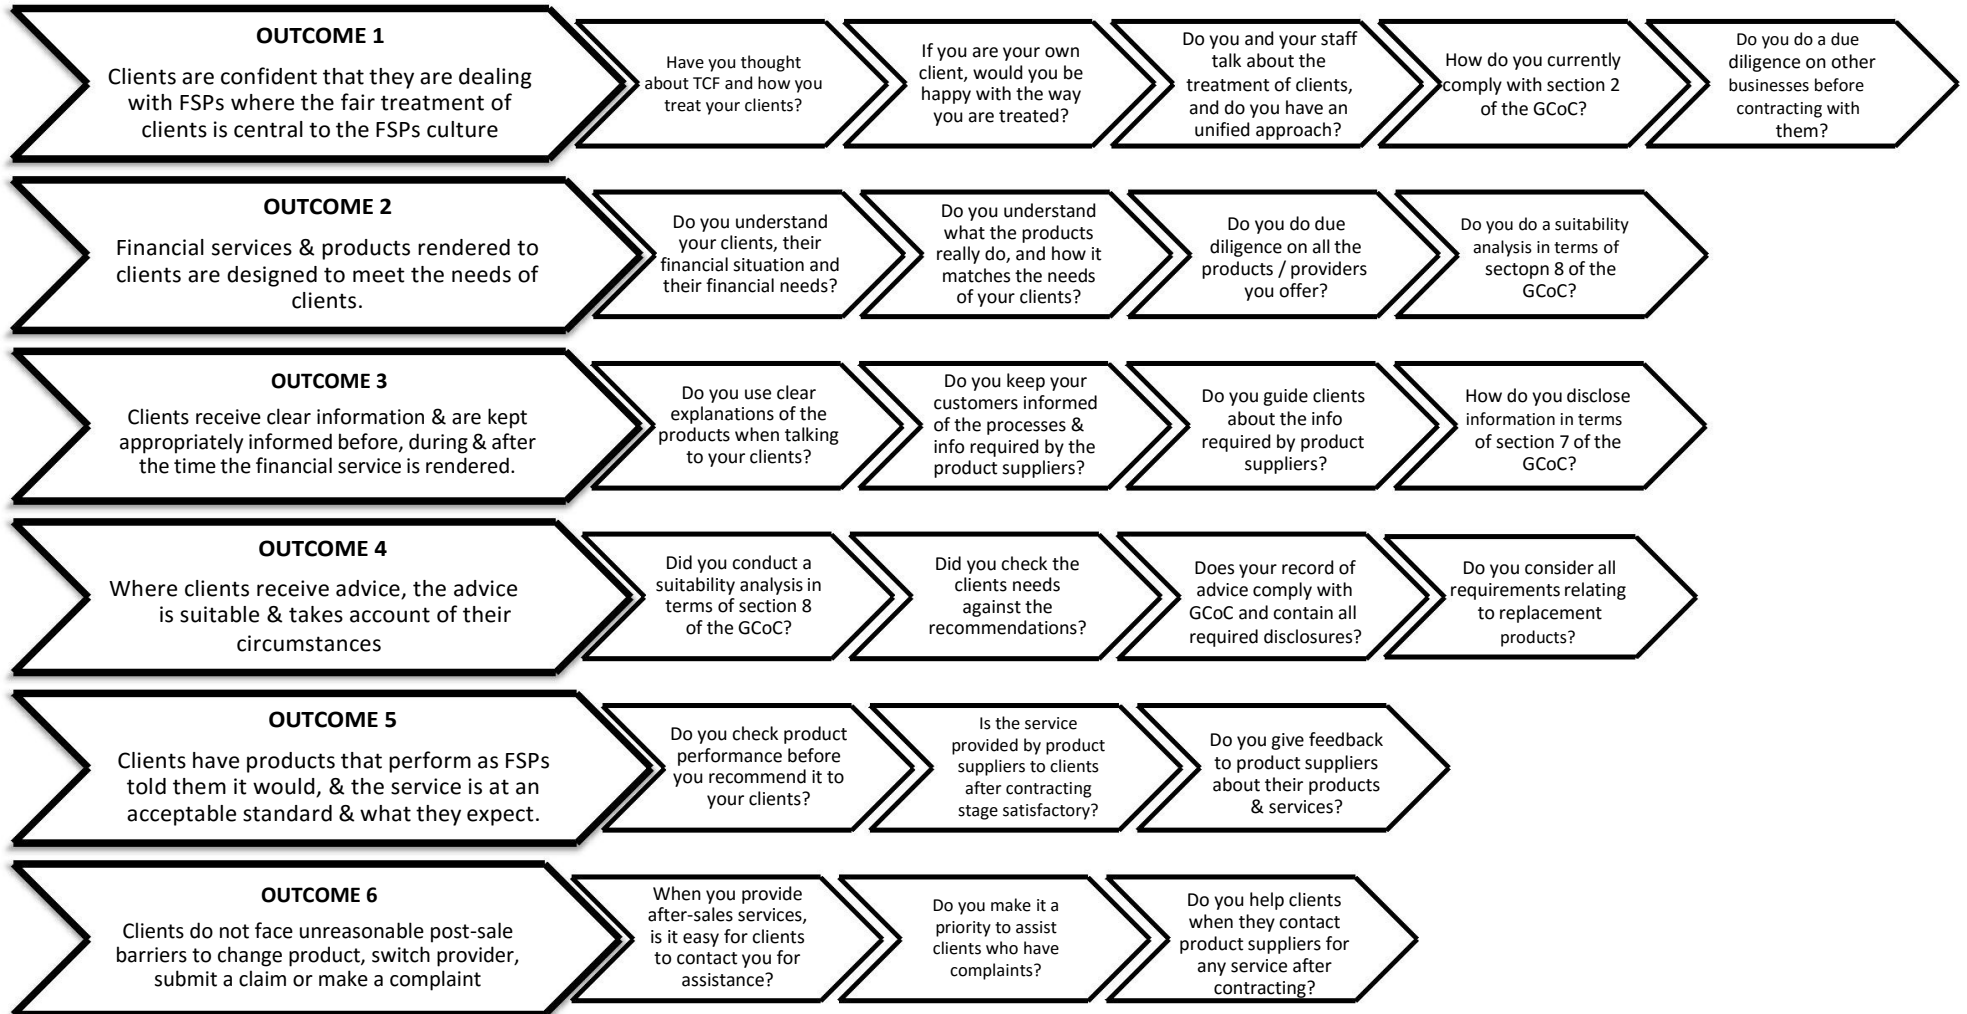 OUTCOME 1
Clients are confident that they are dealing
with FSPs where the fair treatment of
clients is central to the FSPs culture
Have you thought
about TCF and how you
treat your clients?
If you are your own
client, would you be
happy with the way
you are treated?
Do you and your staff
talk about the
treatment of clients,
and do you have an
unified approach?
How do you currently
comply with section 2
of the GCoC?
Do you do a due
diligence on other
businesses before
contracting with
them?
OUTCOME 2
Financial services & products rendered to
clients are designed to meet the needs of
clients.
Do you understand
your clients, their
financial situation and
their financial needs?
Do you understand
what the products
really do, and how it
matches the needs
of your clients?
Do you do due
diligence on all the
products / providers
you offer?
Do you do a suitability
analysis in terms of
sectopn 8 of the
GCoC?
OUTCOME 3
Clients receive clear information & are kept
appropriately informed before, during & after
the time the financial service is rendered.
Do you use clear
explanations of the
products when talking
to your clients?
Do you keep your
customers informed
of the processes &
info required by the
product suppliers?
Do you guide clients
about the info
required by product
suppliers?
How do you disclose
information in terms
of section 7 of the
GCoC?
OUTCOME 4
Where clients receive advice, the advice
is suitable & takes account of their
circumstances
Did you conduct a
suitability analysis in
terms of section 8
of the GCoC?
Did you check the
clients needs
against the
recommendations?
Does your record of
advice comply with
GCoC and contain all
required disclosures?
Do you consider all
requirements relating
to replacement
products?
OUTCOME 5
Clients have products that perform as FSPs
told them it would, & the service is at an
acceptable standard & what they expect.
Do you check product
performance before
you recommend it to
your clients?
Is the service
provided by product
suppliers to clients
after contracting
stage satisfactory?
Do you give feedback
to product suppliers
about their products
& services?
OUTCOME 6
Clients do not face unreasonable post-sale
barriers to change product, switch provider,
submit a claim or make a complaint
When you provide
after-sales services,
is it easy for clients
to contact you for
assistance?
Do you make it a
priority to assist
clients who have
complaints?
Do you help clients
when they contact
product suppliers for
any service after
contracting?